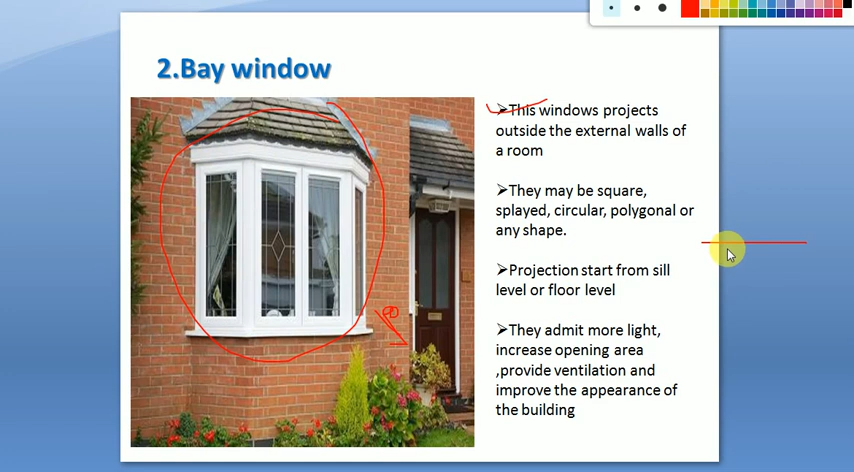 2.Bay window
➢This windows projects
outside the external walls of
a room
➢They may be square,
splayed, circular, polygonal or
any shape.
➢Projection start from sill
level or floor level
➢They admit more light,
increase opening area
,provide ventilation and
improve the appearance of
the building